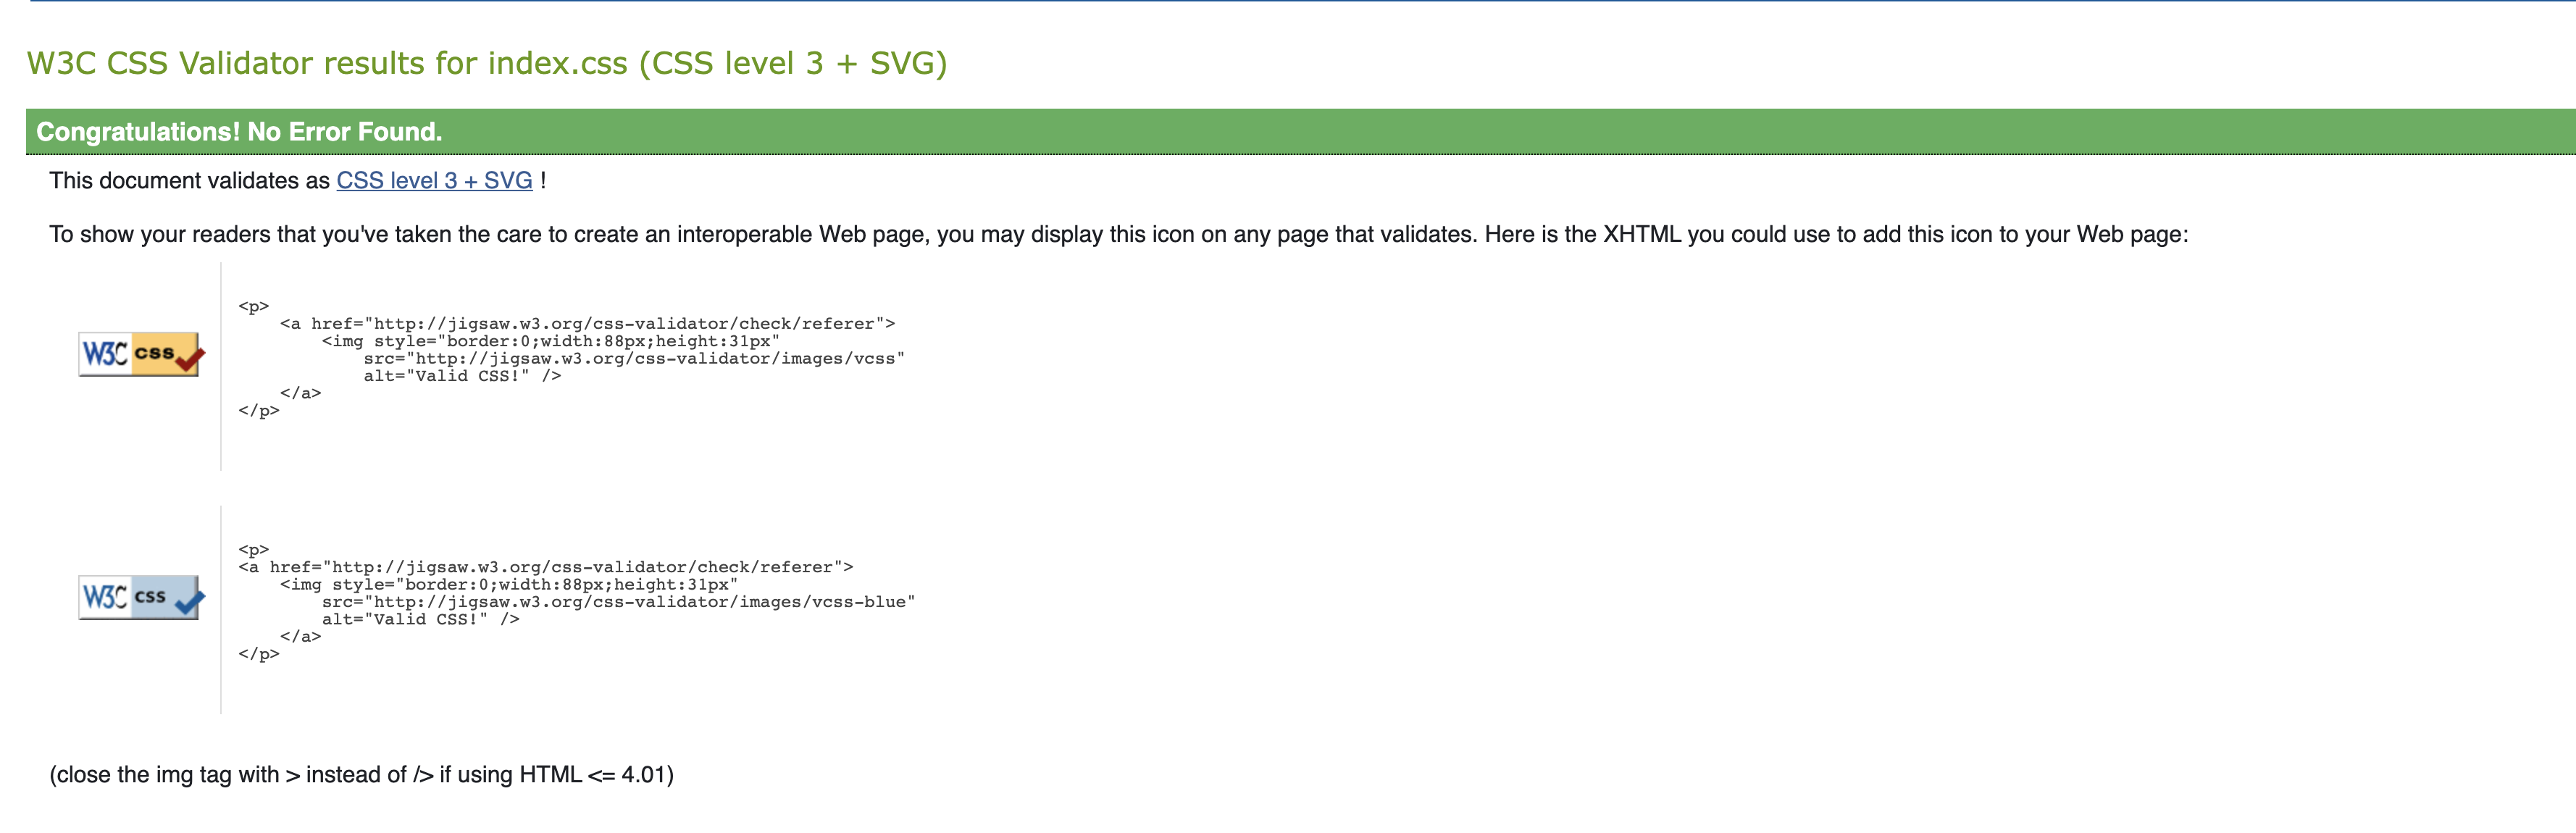 W3C CSS Validator results for index.css (CSS level 3 + SVG)
Congratulations! No Error Found.
This document validates as CSS level 3 + SVG !
To show your readers that you've taken the care to create an interoperable Web page, you may display this icon on any page that validates. Here is the XHTML you could use to add this icon to your Web page:
W3C css
<p>
<a href="http://jigsaw.w3.org/css-validator/check/referer">
<img style="border:0;width:88px;height:31px"
src="http://jigsaw.w3.org/css-validator/images/vcss"
alt="Valid CSS!" />
</a>
</p>
W3C css
<p>
<a href="http://jigsaw.w3.org/css-validator/check/referer">
<img style="border:0;width:88px;height:31px"
src="http://jigsaw.w3.org/css-validator/images/vcss-blue"
alt="Valid CSS!" />
</a>
</p>
(close the img tag with > instead of /> if using HTML <= 4.01)